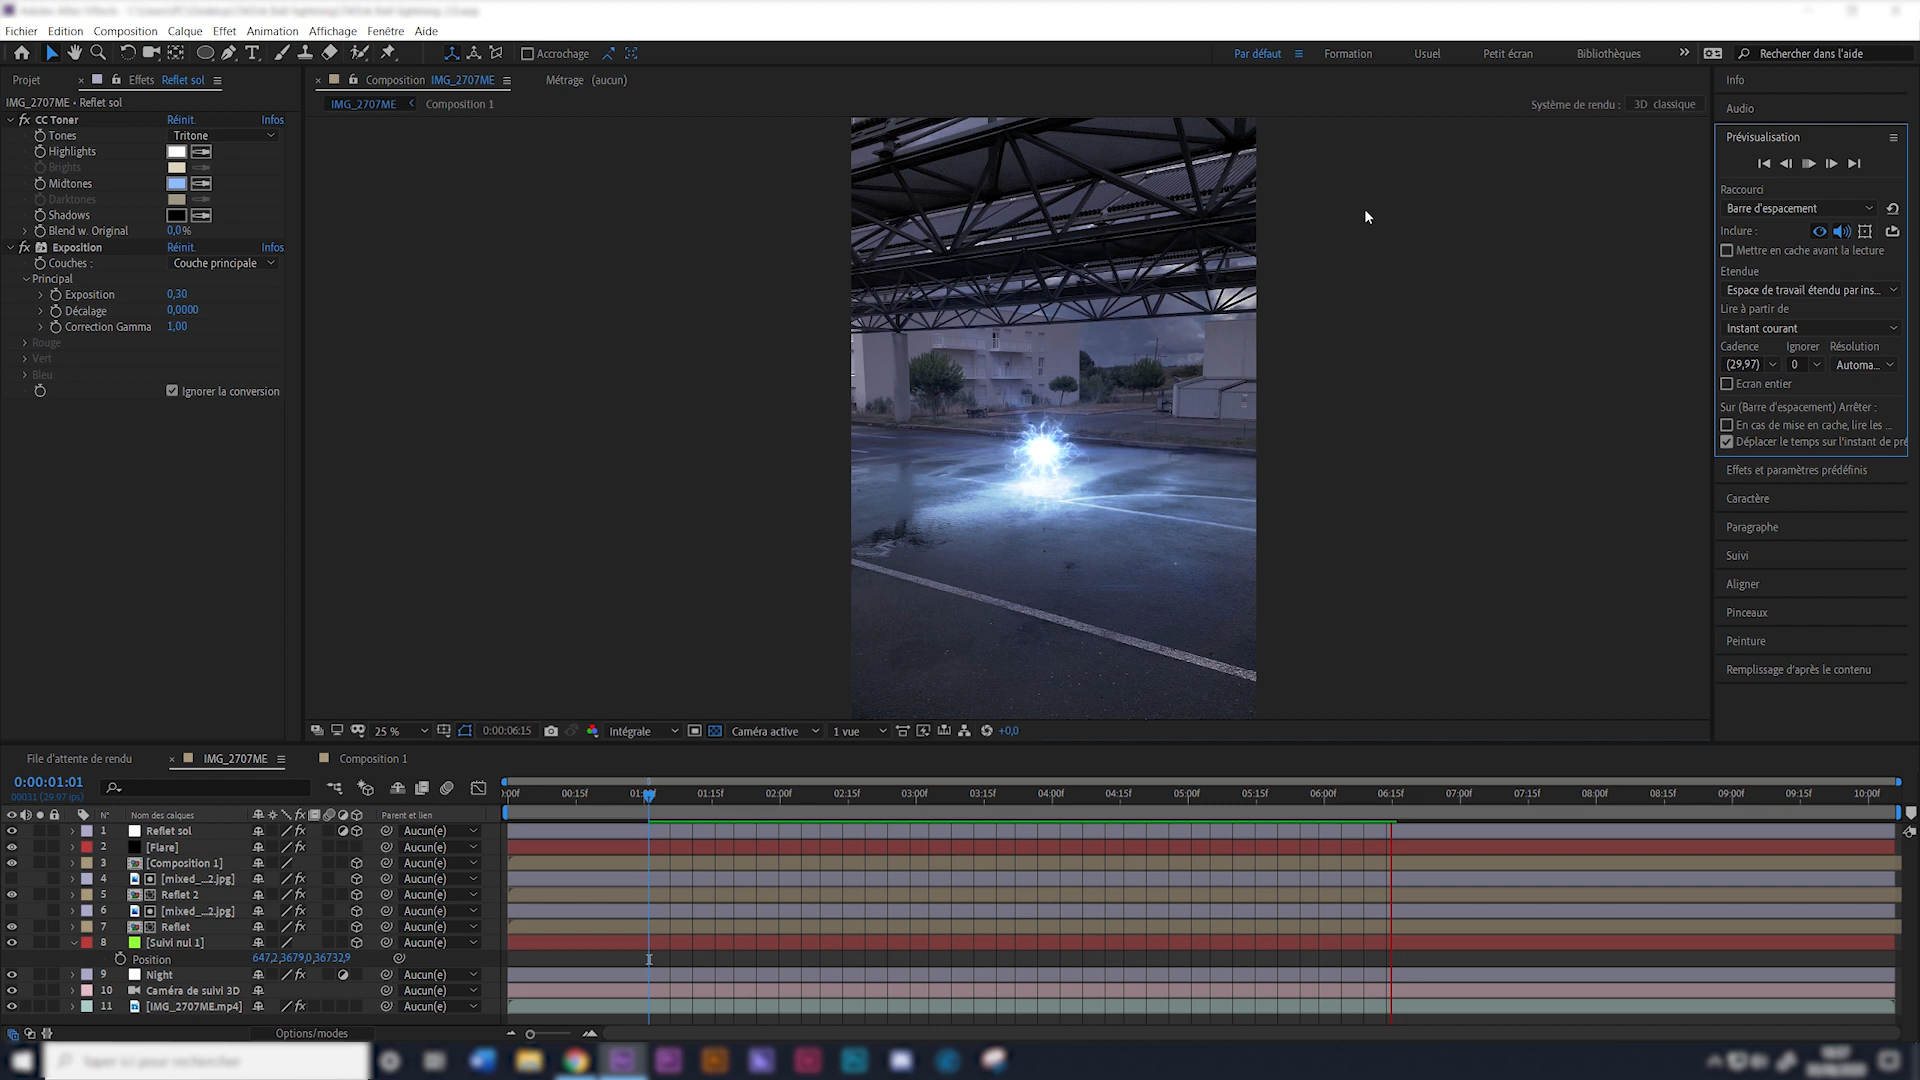 Fichier Edition Composition Calque Effet Animation Affichage Fenêtre Aide
Accrochage
Par défaut Formation Usuel Petit écran Bibliothèques Rechercher dans l'aide
Projet Effets Reflet sol
IMG_2707ME • Reflet sol
CC Toner Réinit. Infos
Tones Tritone
Highlights
Brights
Midtones
Darktones
Shadows
Blend w. Original 0,0%
Exposition Réinit. Infos
Couches : Couche principale
Principal
Exposition 0,30
Décalage 0,0000
Correction Gamma 1,00
Rouge
Vert
Bleu
Ignorer la conversion
Composition IMG_2707ME Métrage (aucun)
IMG_2707ME Composition 1 Système de rendu : 3D classique
25 % 0:00:06:15 Intégrale Caméra active 1 vue +0,0
Info
Audio
Prévisualisation
Raccourci
Barre d'espacement
Inclure :
Mettre en cache avant la lecture
Etendue
Espace de travail étendu par ins...
Lire à partir de
Instant courant
Cadence Ignorer Résolution
(29,97) 0 Automa...
Ecran entier
Sur (Barre d'espacement) Arrêter :
En cas de mise en cache, lire les ...
Déplacer le temps sur l'instant de pré
Effets et paramètres prédéfinis
Caractère
Paragraphe
Suivi
Aligner
Pinceaux
Peinture
Remplissage d'après le contenu
File d'attente de rendu IMG_2707ME Composition 1
0:00:01:01
00031 (29.97 ips)
:00f 00:15f 01:15f 02:00f 02:15f 03:00f 03:15f 04:00f 04:15f 05:00f 05:15f 06:00f 06:15f 07:00f 07:15f 08:00f 08:15f 09:00f 09:15f 10:00f
N° Nom des calques Parent et lien
1 Reflet sol Aucun(e)
2 [Flare] Aucun(e)
3 [Composition 1] Aucun(e)
4 [mixed_...2.jpg] Aucun(e)
5 Reflet 2 Aucun(e)
6 [mixed_...2.jpg] Aucun(e)
7 Reflet Aucun(e)
8 [Suivi nul 1] Aucun(e)
Position 647,2,3679,0,36732,9
9 Night Aucun(e)
10 Caméra de suivi 3D Aucun(e)
11 [IMG_2707ME.mp4] Aucun(e)
Options/modes
Taper ici pour rechercher